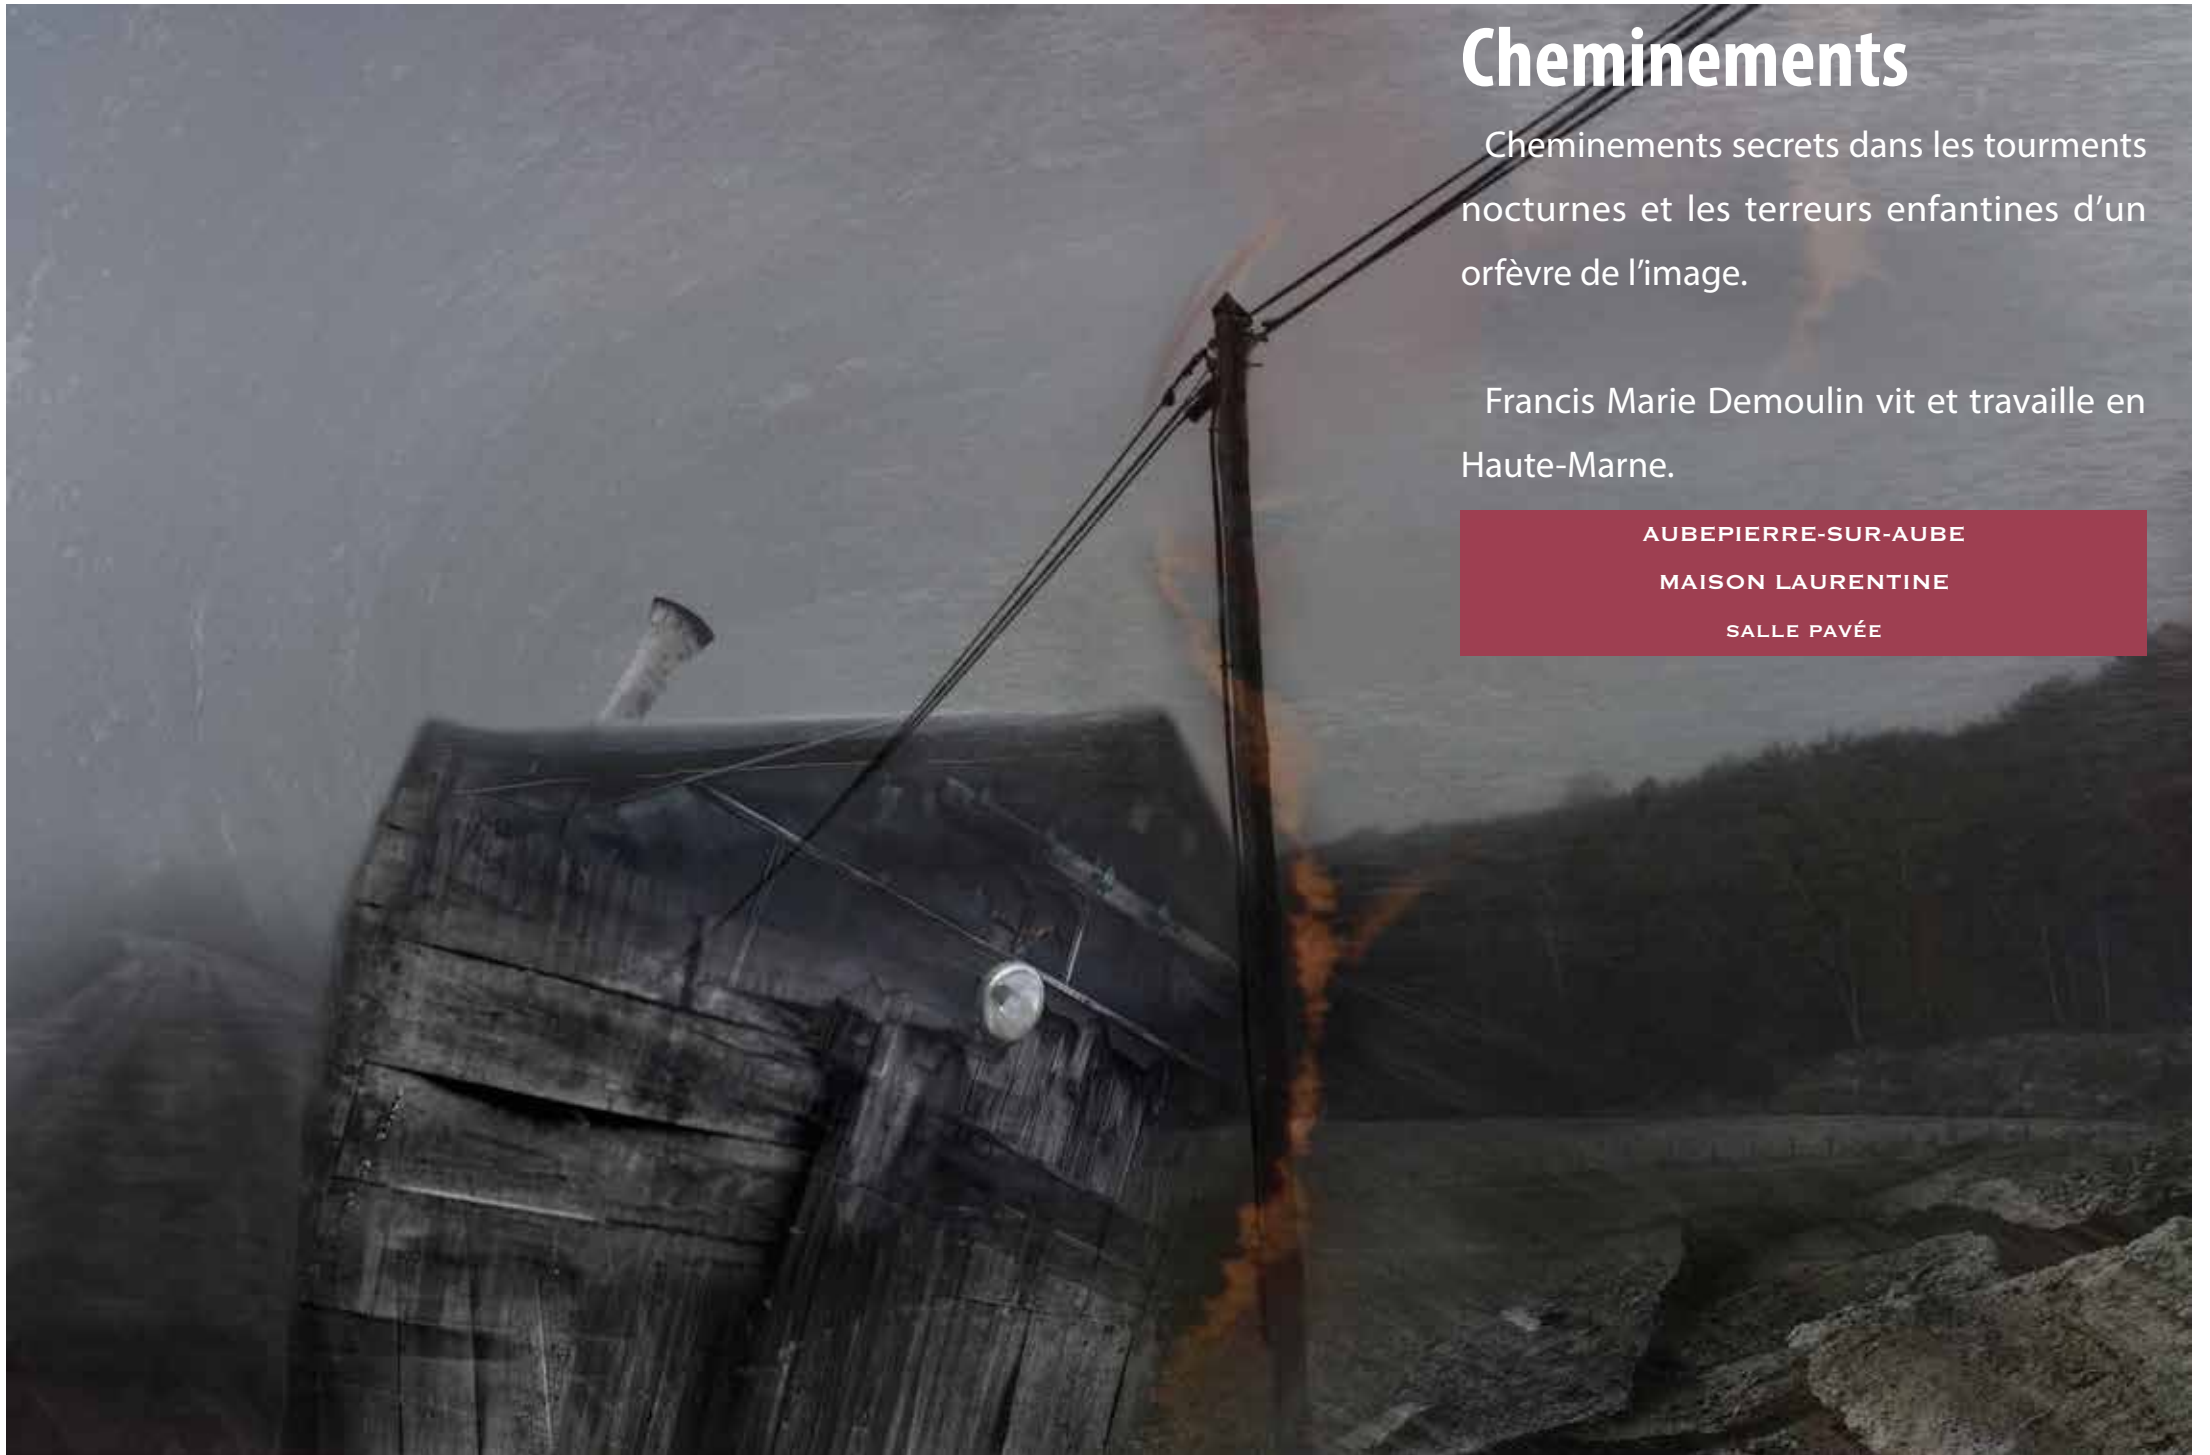 Cheminements
Cheminements secrets dans les tourments
nocturnes et les terreurs enfantines d’un
orfèvre de l’image.
Francis Marie Demoulin vit et travaille en
Haute-Marne.
AUBEPIERRE-SUR-AUBE
MAISON LAURENTINE
SALLE PAVÉE